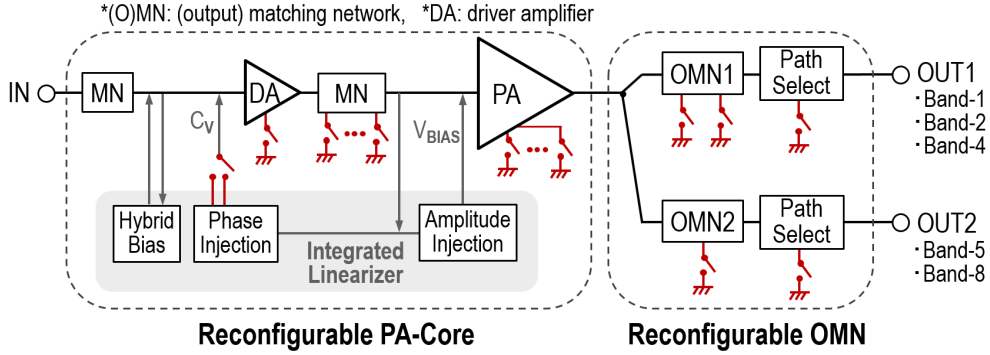 *(O)MN: (output) matching network, *DA: driver amplifier
IN
MN
DA
MN
PA
CV
VBIAS
Hybrid
Bias
Phase
Injection
Integrated
Linearizer
Amplitude
Injection
OMN1
Path
Select
OUT1
· Band-1
· Band-2
· Band-4
OMN2
Path
Select
OUT2
· Band-5
· Band-8
Reconfigurable PA-Core
Reconfigurable OMN